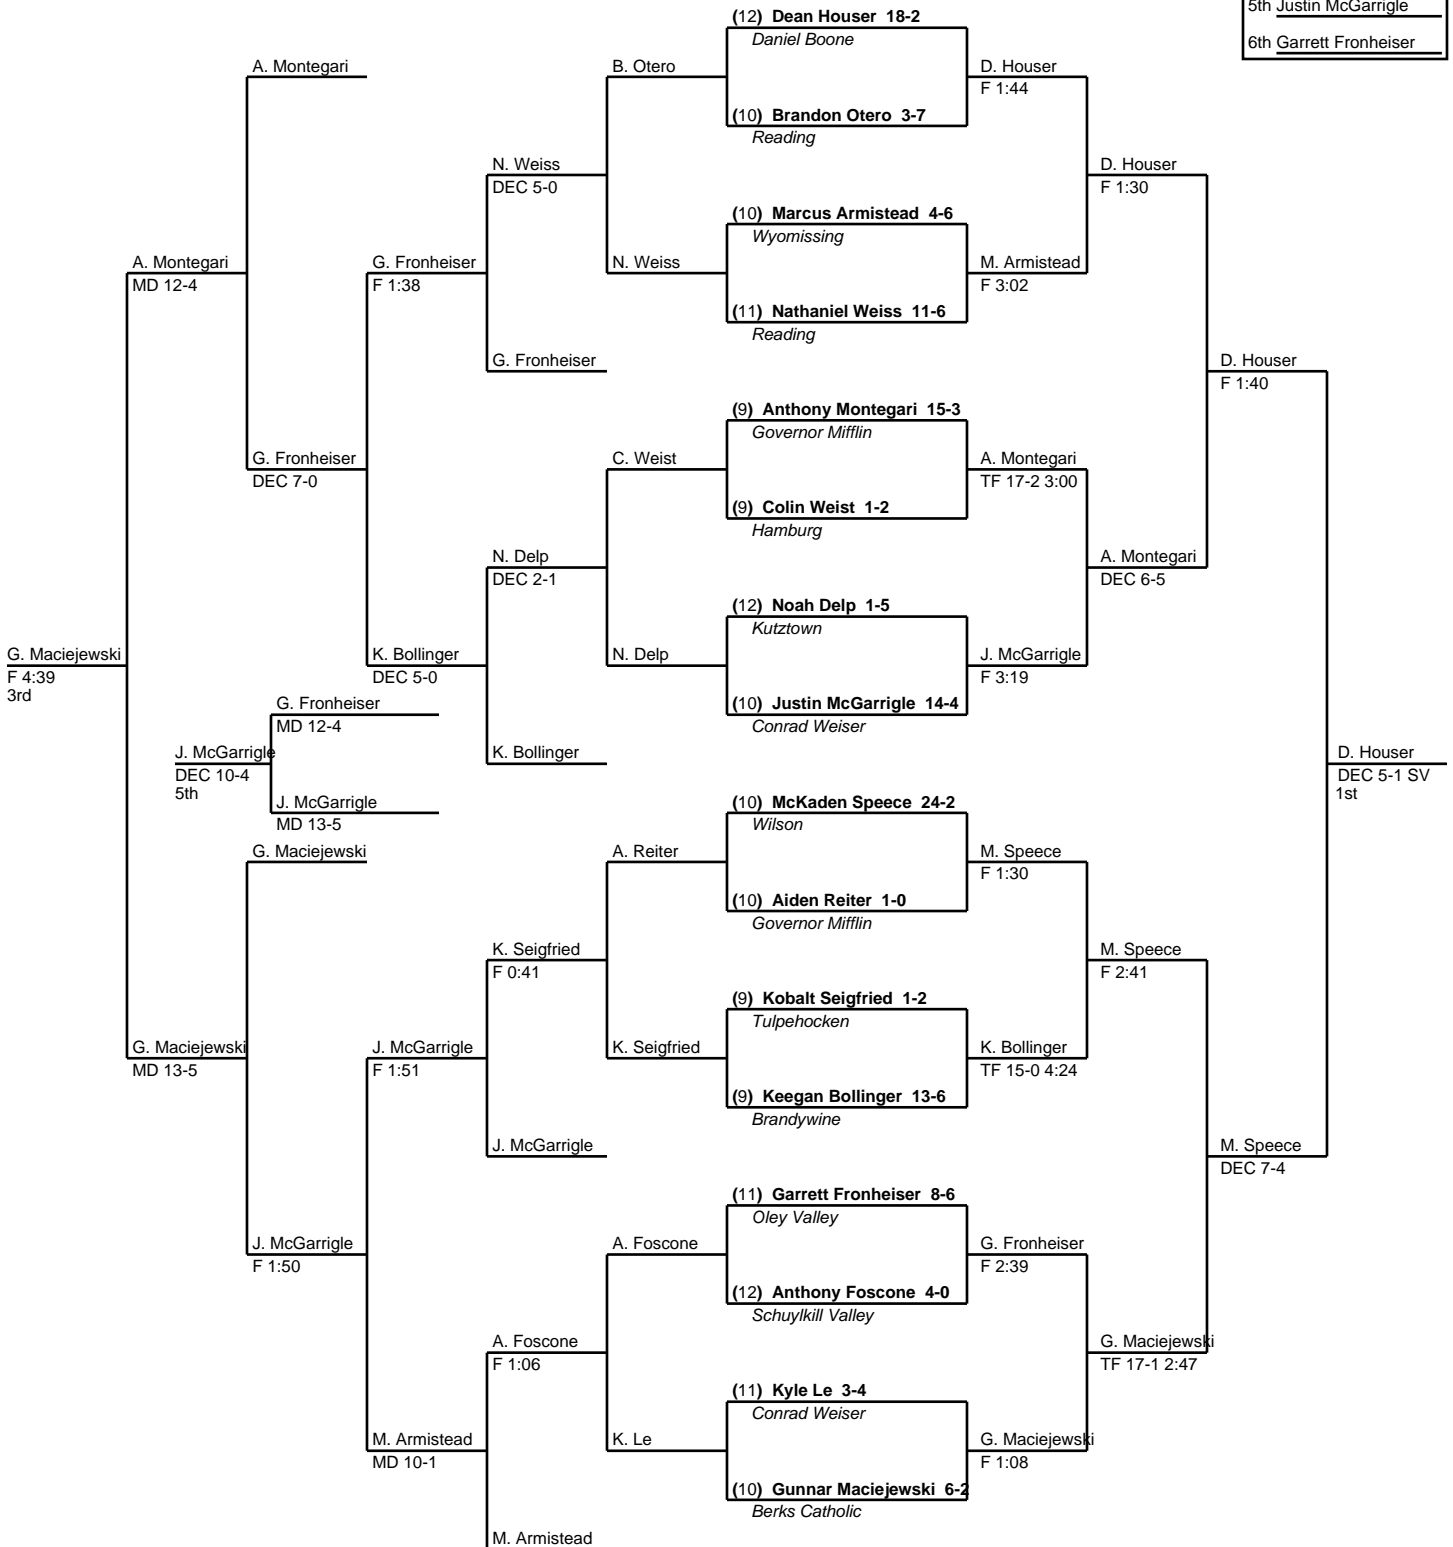 5th Justin McGarrigle
6th Garrett Fronheiser
(12) Dean Houser 18-2
Daniel Boone
A. Montegari
B. Otero
D. Houser
F 1:44
(10) Brandon Otero 3-7
Reading
N. Weiss
DEC 5-0
D. Houser
F 1:30
(10) Marcus Armistead 4-6
Wyomissing
A. Montegari
MD 12-4
G. Fronheiser
F 1:38
N. Weiss
M. Armistead
F 3:02
(11) Nathaniel Weiss 11-6
Reading
G. Fronheiser
D. Houser
F 1:40
(9) Anthony Montegari 15-3
Governor Mifflin
G. Fronheiser
DEC 7-0
C. Weist
A. Montegari
TF 17-2 3:00
(9) Colin Weist 1-2
Hamburg
N. Delp
DEC 2-1
A. Montegari
DEC 6-5
(12) Noah Delp 1-5
Kutztown
G. Maciejewski
F 4:39
3rd
K. Bollinger
DEC 5-0
N. Delp
J. McGarrigle
F 3:19
G. Fronheiser
MD 12-4
(10) Justin McGarrigle 14-4
Conrad Weiser
J. McGarrigle
DEC 10-4
5th
K. Bollinger
D. Houser
DEC 5-1 SV
1st
J. McGarrigle
MD 13-5
(10) McKaden Speece 24-2
Wilson
G. Maciejewski
A. Reiter
M. Speece
F 1:30
(10) Aiden Reiter 1-0
Governor Mifflin
K. Seigfried
F 0:41
M. Speece
F 2:41
(9) Kobalt Seigfried 1-2
Tulpehocken
G. Maciejewski
MD 13-5
J. McGarrigle
F 1:51
K. Seigfried
K. Bollinger
TF 15-0 4:24
(9) Keegan Bollinger 13-6
Brandywine
J. McGarrigle
M. Speece
DEC 7-4
(11) Garrett Fronheiser 8-6
Oley Valley
J. McGarrigle
F 1:50
A. Foscone
G. Fronheiser
F 2:39
(12) Anthony Foscone 4-0
Schuylkill Valley
A. Foscone
F 1:06
G. Maciejewski
TF 17-1 2:47
(11) Kyle Le 3-4
Conrad Weiser
M. Armistead
MD 10-1
K. Le
G. Maciejewski
F 1:08
(10) Gunnar Maciejewski 6-2
Berks Catholic
M. Armistead